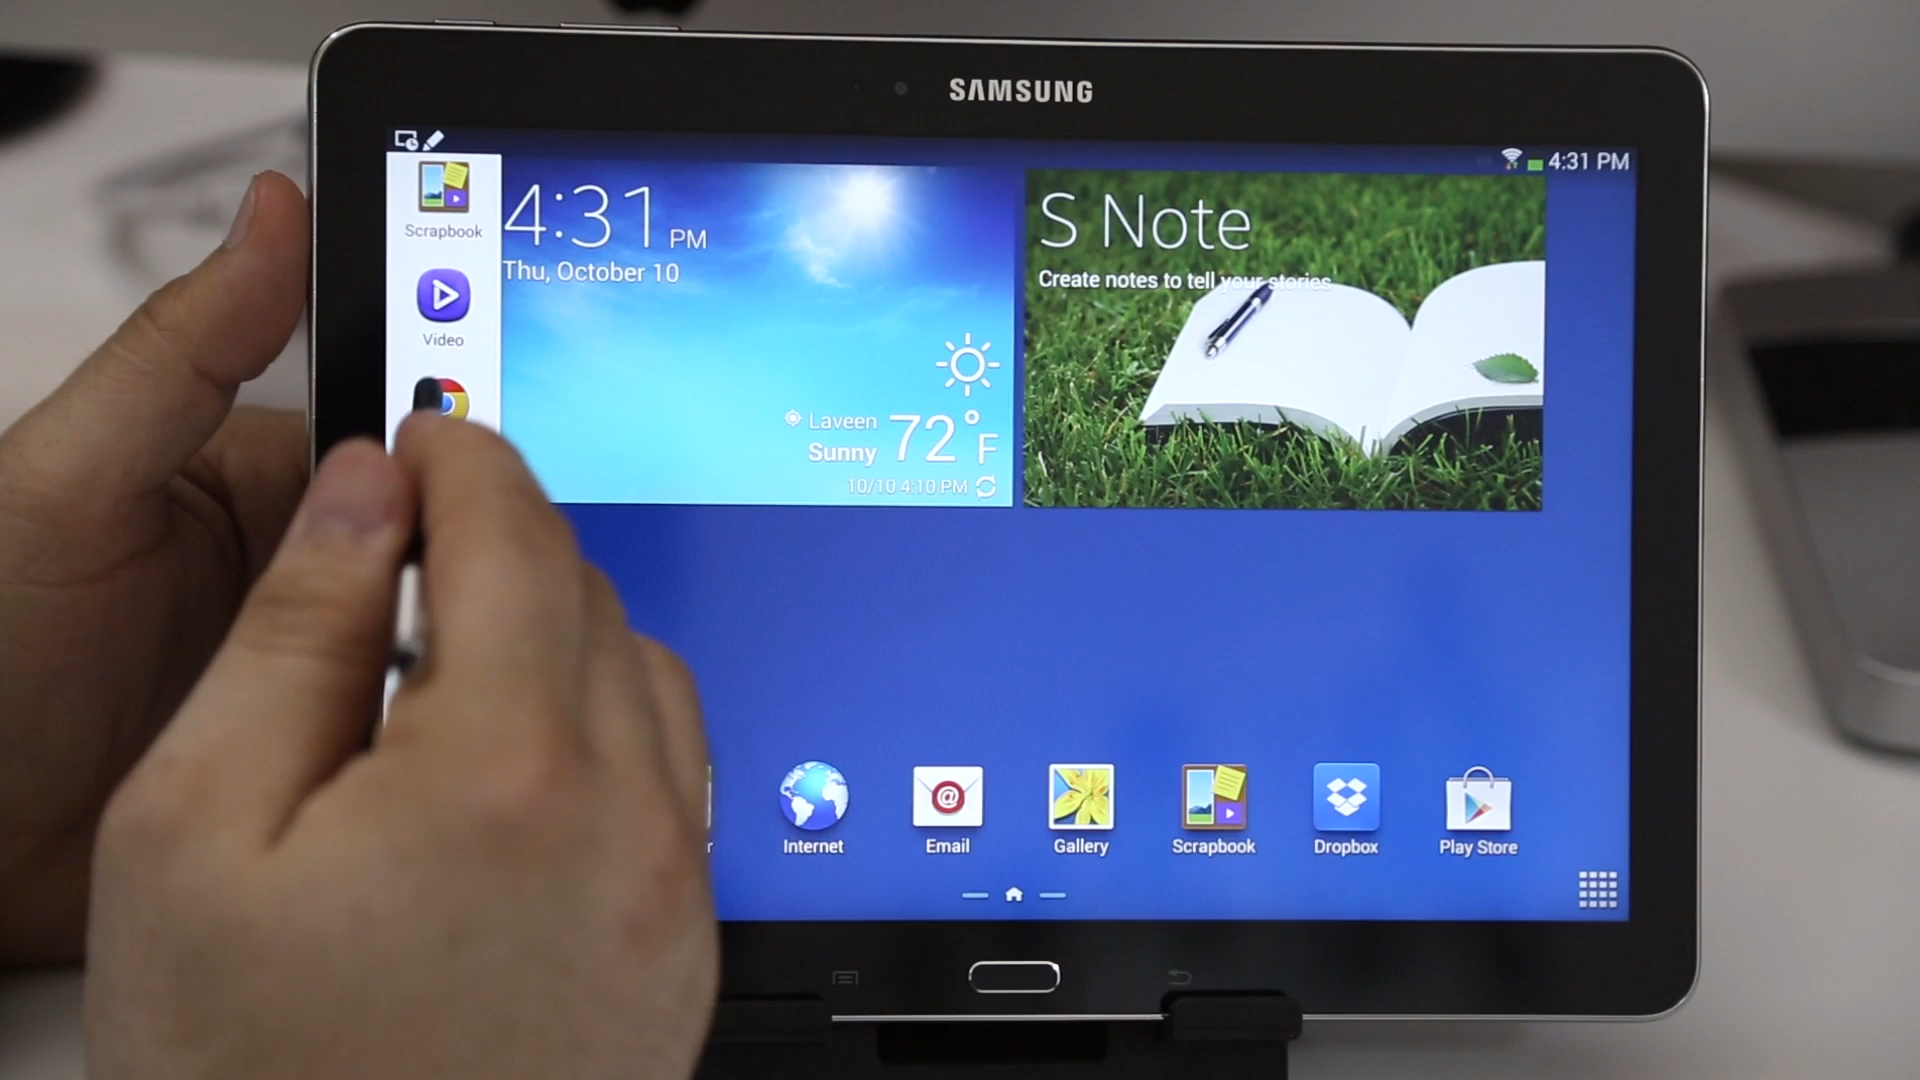 SAMSUNG
4:31 PM
Scrapbook
Video
4:31 PM
Thu, October 10
Laveen
Sunny
72°F
10/10 4:10 PM
S Note
Create notes to tell your stories
r
Internet
Email
Gallery
Scrapbook
Dropbox
Play Store